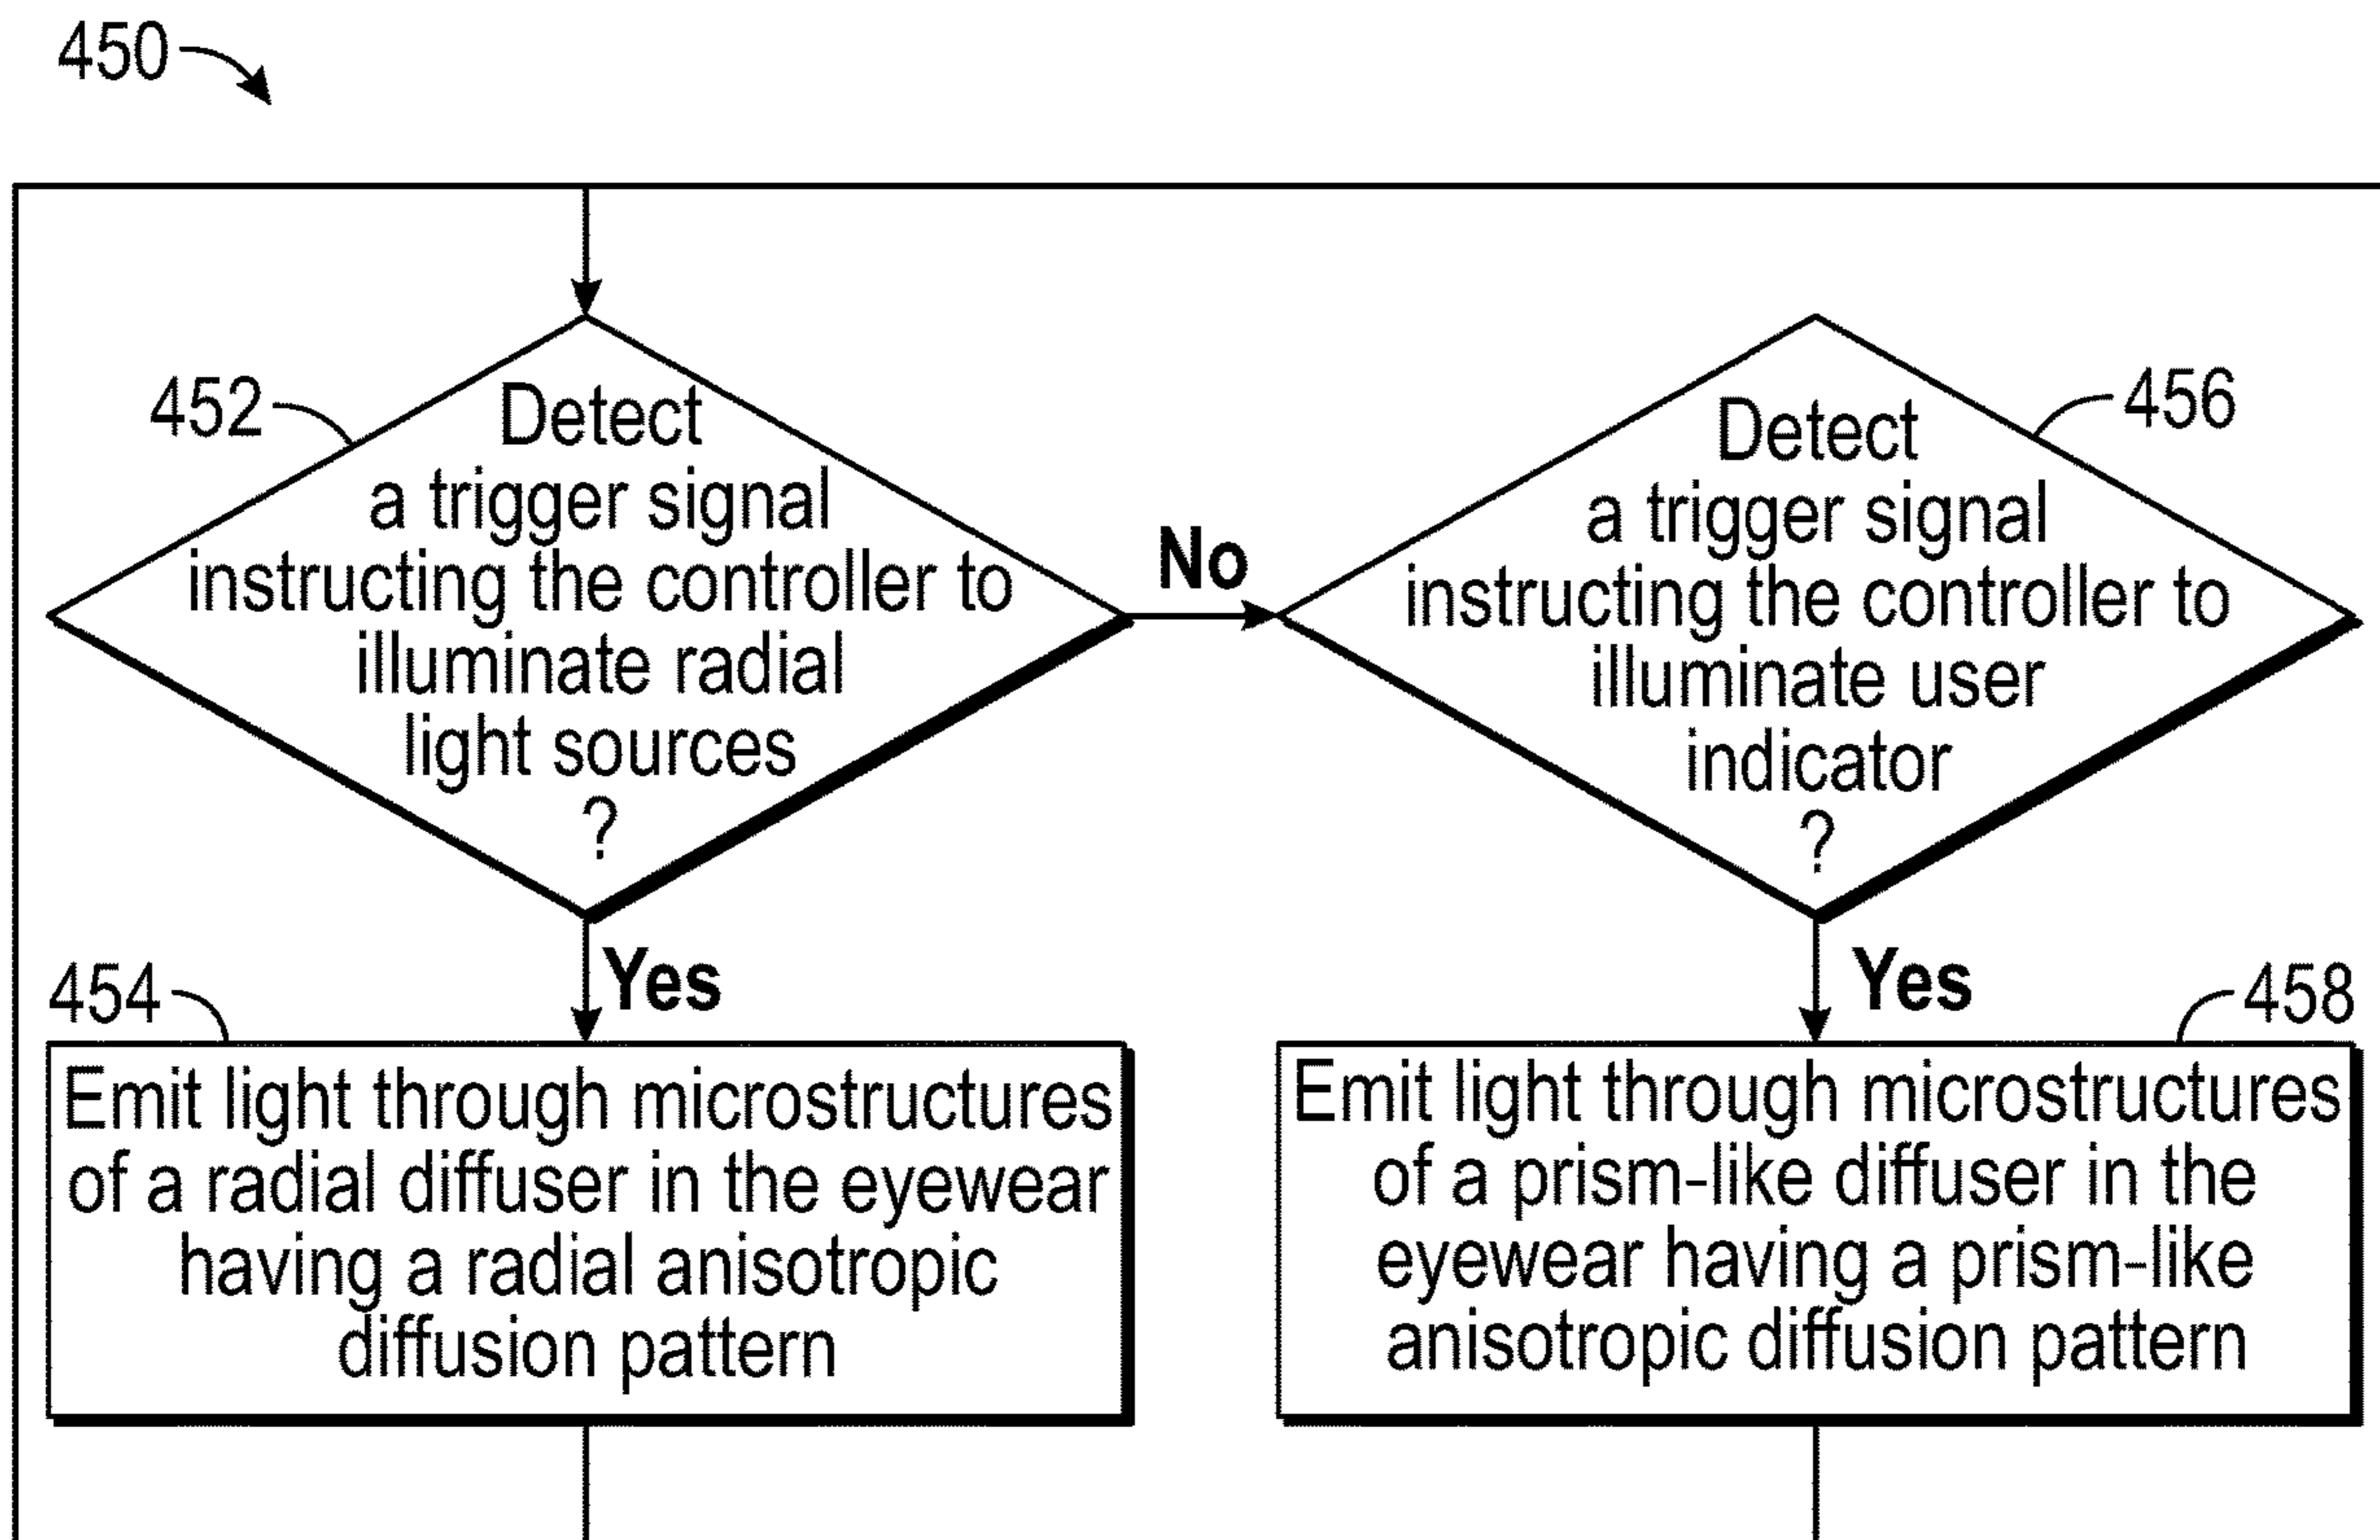 450
452
Detect
a trigger signal
instructing the controller to
illuminate radial
light sources
?
No
456
Detect
a trigger signal
instructing the controller to
illuminate user
indicator
?
Yes
454
Emit light through microstructures
of a radial diffuser in the eyewear
having a radial anisotropic
diffusion pattern
Yes
458
Emit light through microstructures
of a prism-like diffuser in the
eyewear having a prism-like
anisotropic diffusion pattern